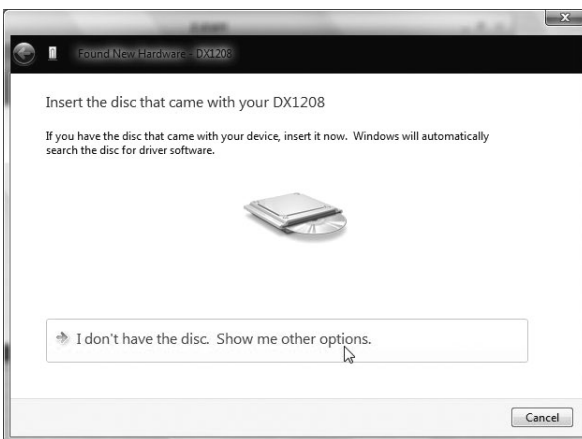 Found New Hardware - DX1208
Insert the disc that came with your DX1208
If you have the disc that came with your device, insert it now.  Windows will automatically
search the disc for driver software.
I don't have the disc.  Show me other options.
Cancel